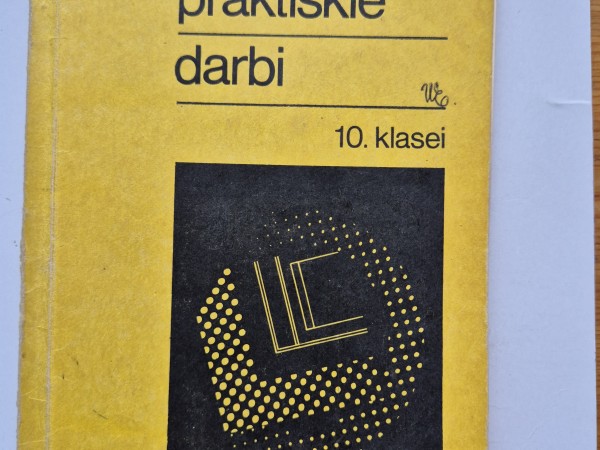 praktiskie
darbi
10. klasei